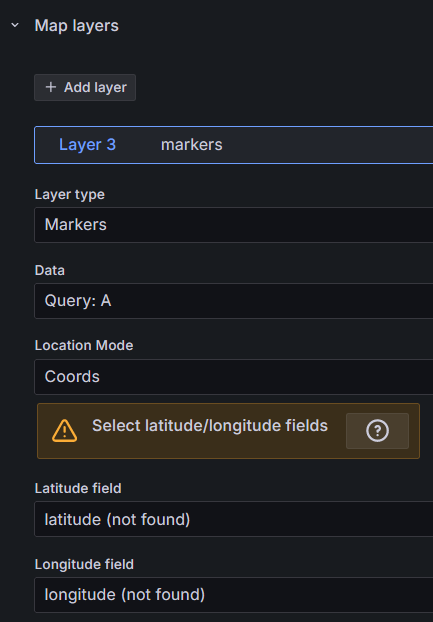 Map layers
+ Add layer
Layer 3 markers
Layer type
Markers
Data
Query: A
Location Mode
Coords
Select latitude/longitude fields
Latitude field
latitude (not found)
Longitude field
longitude (not found)